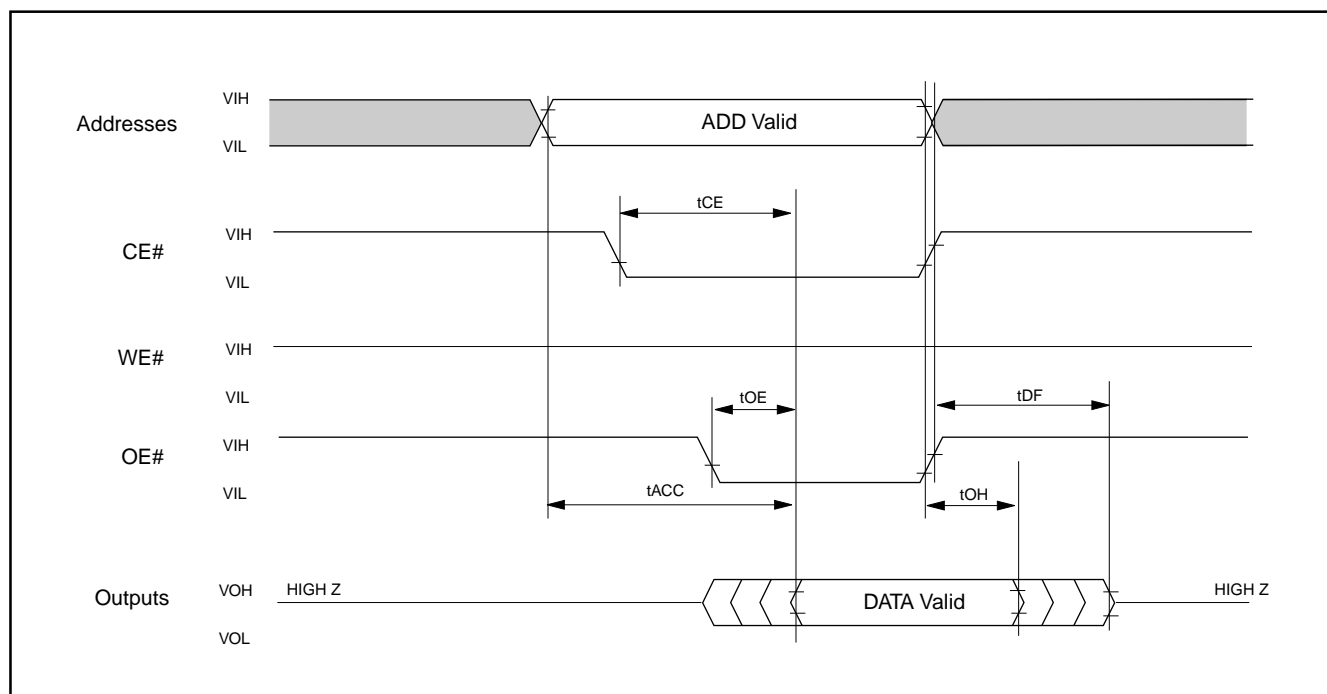 VIH
Addresses
ADD Valid
VIL
tCE
VIH
CE#
VIL
WE#
VIH
VIL
tOE
tDF
VIH
OE#
VIL
tACC
tOH
Outputs
VOH
HIGH Z
DATA Valid
HIGH Z
VOL